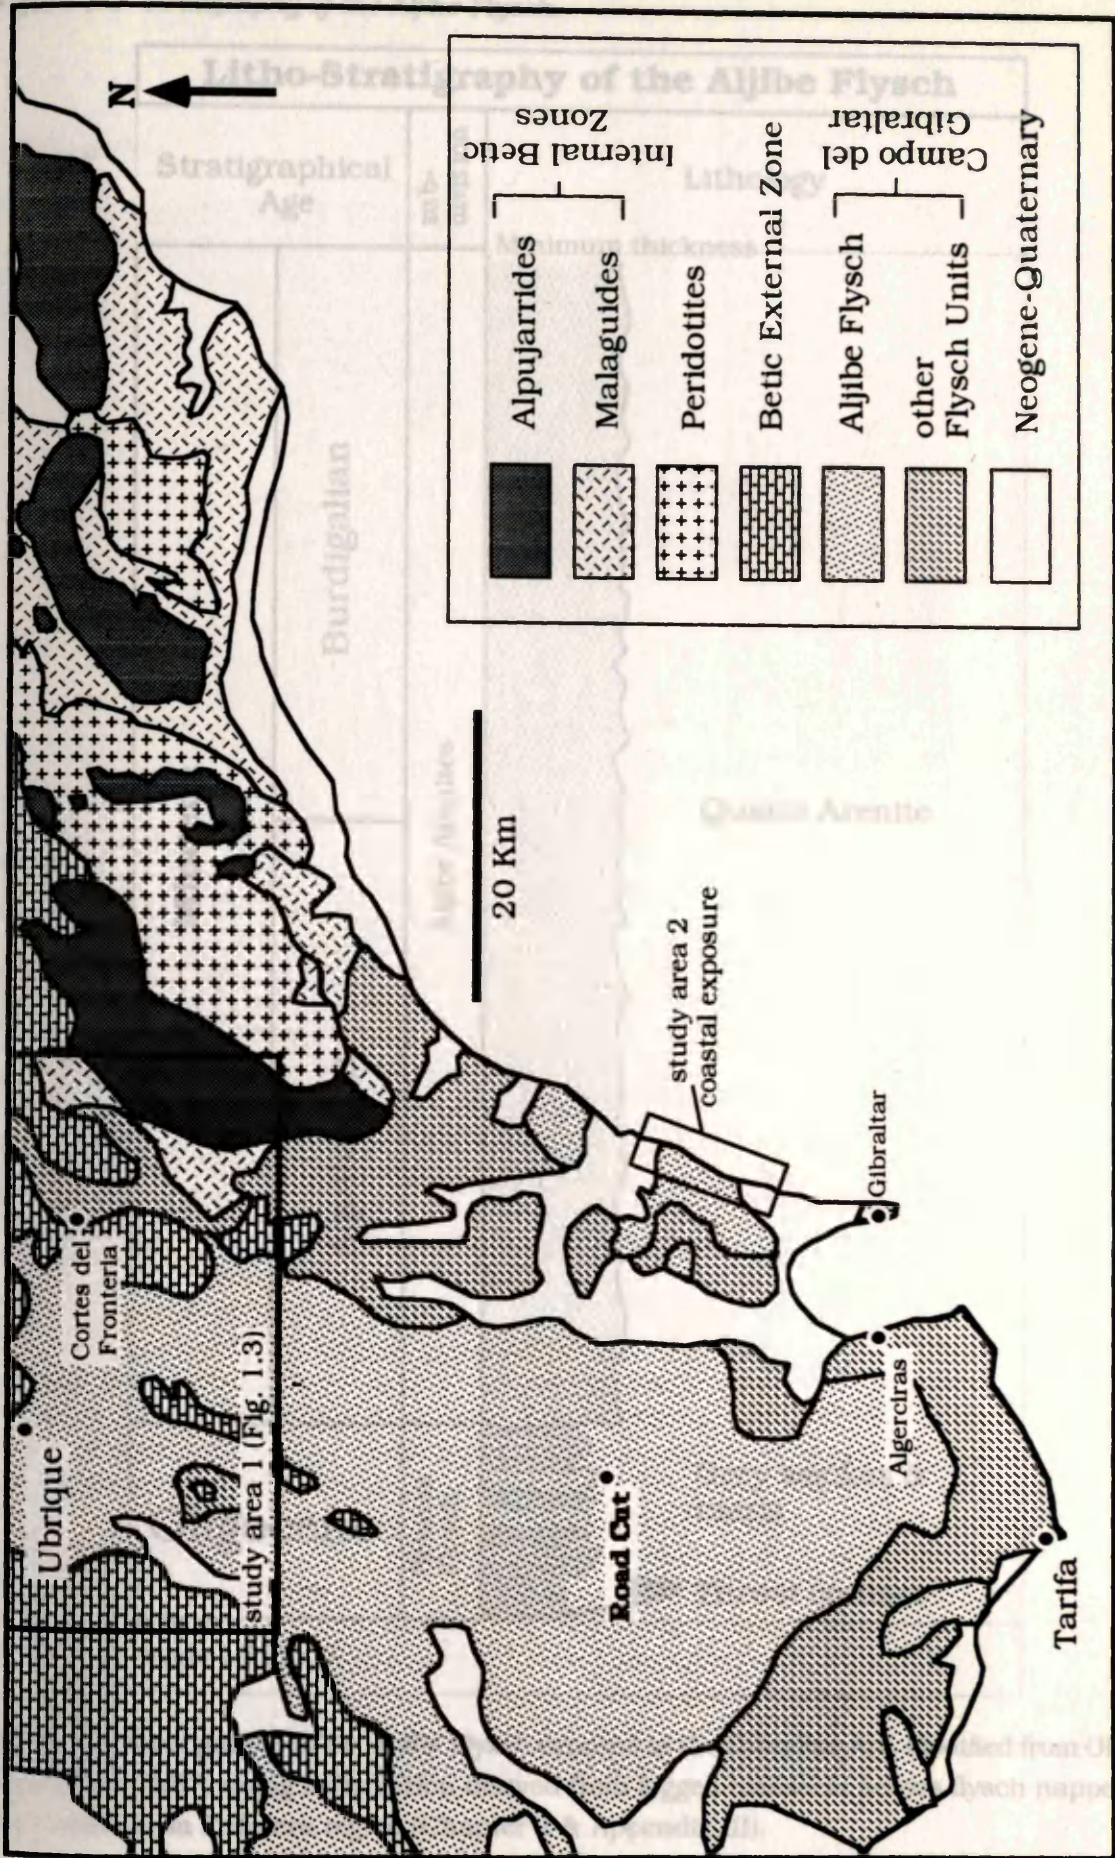 N
Ubrique
Cortes del
Fronteria
study area 1 (Fig. 1.3)
Road Cut
Algerciras
Tarifa
Gibraltar
study area 2
coastal exposure
20 Km
Alpujarrides
Malaguides
Peridotites
Betic External Zone
Aljibe Flysch
other
Flysch Units
Neogene-Quaternary
Internal Betic
Zones
Campo del
Gibraltar
Litho-Stratigraphy of the Aljibe Flysch
Stratigraphical
Age
Lithology
Minimum thickness
Burdigalian
Quartz Arenite